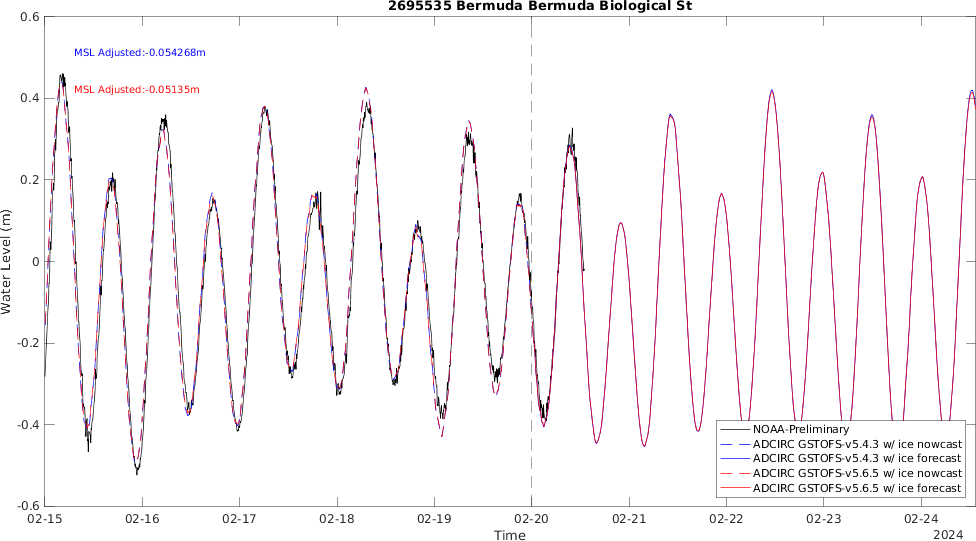 2695535 Bermuda Bermuda Biological St
MSL Adjusted:-0.054268m
MSL Adjusted:-0.05135m
Water Level (m)
0.6
0.4
0.2
0
-0.2
-0.4
-0.6
NOAA-Preliminary
ADCIRC GSTOFS-v5.4.3 w/ ice nowcast
ADCIRC GSTOFS-v5.4.3 w/ ice forecast
ADCIRC GSTOFS-v5.6.5 w/ ice nowcast
ADCIRC GSTOFS-v5.6.5 w/ ice forecast
02-15 02-16 02-17 02-18 02-19 02-20 02-21 02-22 02-23 02-24
Time
2024